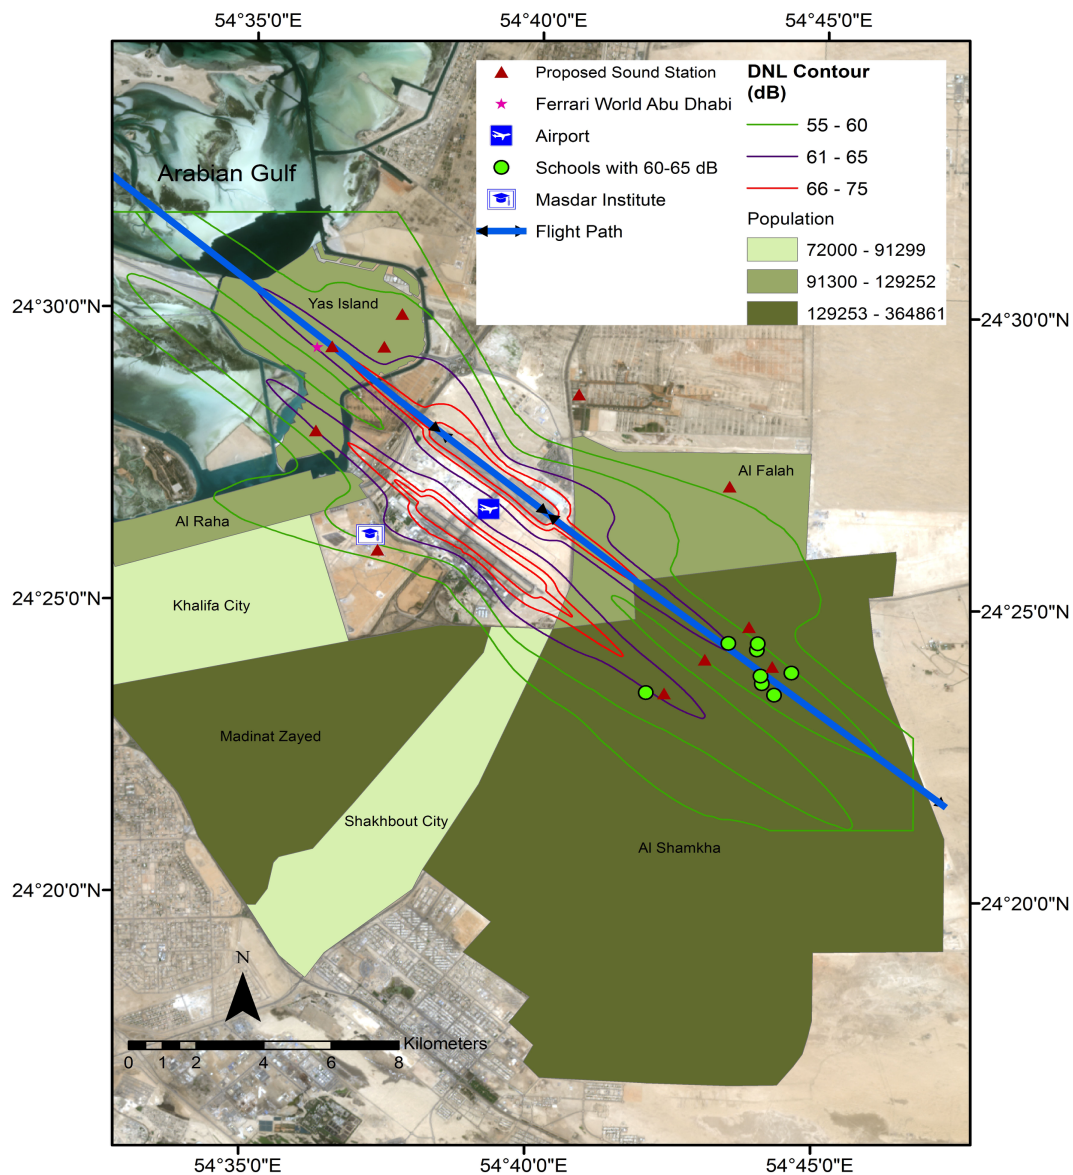 54°35'0"E 54°40'0"E 54°45'0"E
Proposed Sound Station
Ferrari World Abu Dhabi
Airport
Schools with 60-65 dB
Masdar Institute
Flight Path
DNL Contour
(dB)
55 - 60
61 - 65
66 - 75
Population
72000 - 91299
91300 - 129252
129253 - 364861
Arabian Gulf
24°30'0"N 24°30'0"N
Yas Island
Al Falah
Al Raha
24°25'0"N 24°25'0"N
Khalifa City
Madinat Zayed
Shakhbout City
Al Shamkha
24°20'0"N 24°20'0"N
N
Kilometers
0 1 2 4 6 8
54°35'0"E 54°40'0"E 54°45'0"E